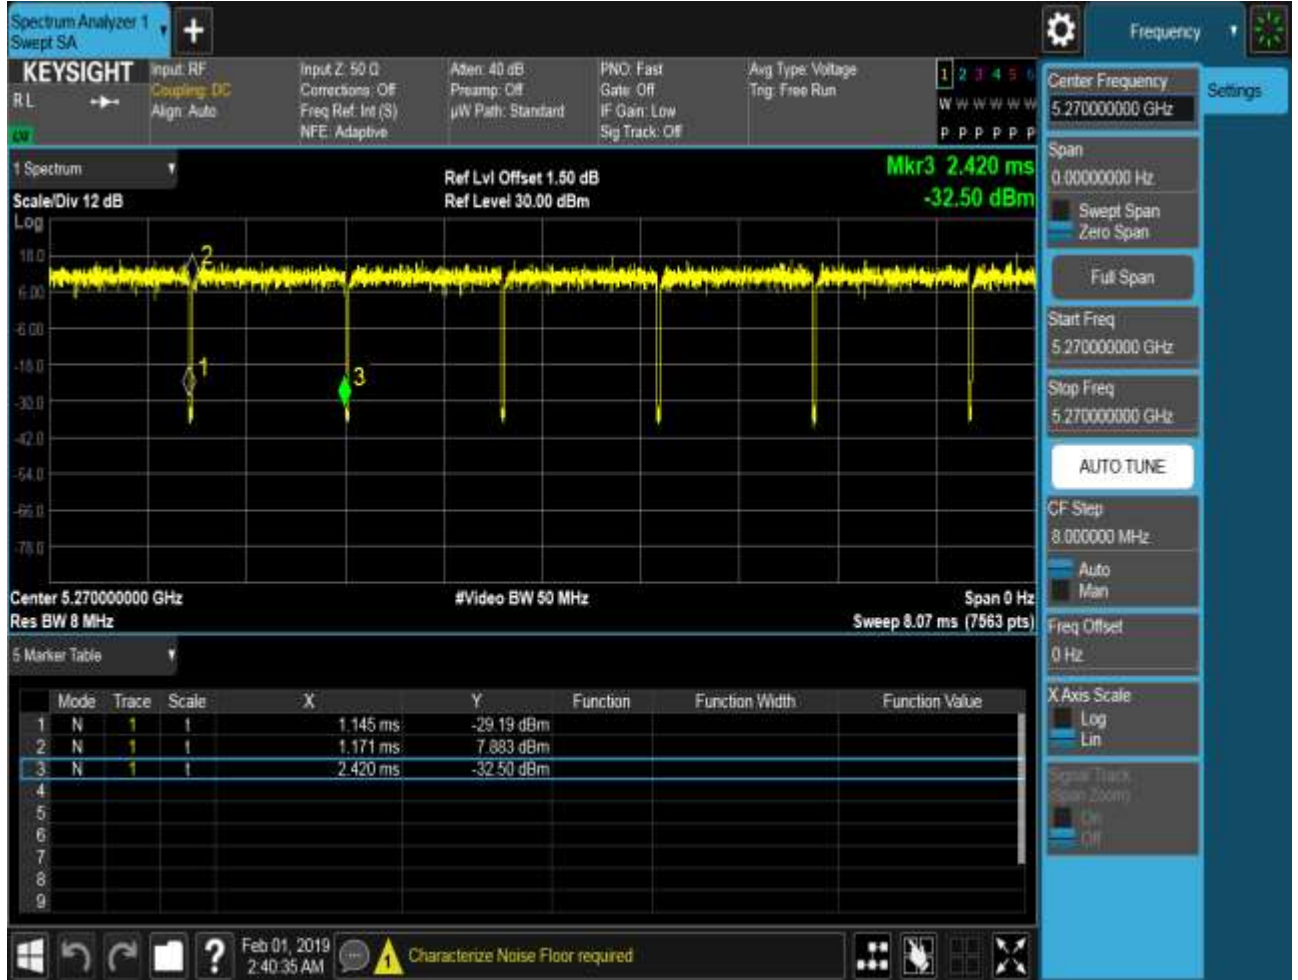 Spectrum Analyzer 1
Swept SA
Frequency
KEYSIGHT
RL
Input: RF
Coupling: DC
Align: Auto
Input Z: 50 Ω
Corrections: Off
Freq Ref: Int (S)
NFE: Adaptive
Atten: 40 dB
Preamp: Off
µW Path: Standard
PNO: Fast
Gate: Off
IF Gain: Low
Sig Track: Off
Avg Type: Voltage
Trig: Free Run
1 2 3 4 5 6
W W W W W W
P P P P P P
Center Frequency
5.270000000 GHz
Settings
1 Spectrum
Scale/Div 12 dB
Log
Ref Lvl Offset 1.50 dB
Ref Level 30.00 dBm
Mkr3 2.420 ms
-32.50 dBm
18.0
6.00
-6.00
-18.0
-30.0
-42.0
-54.0
-66.0
-78.0
1
2
3
Center 5.270000000 GHz
Res BW 8 MHz
#Video BW 50 MHz
Span 0 Hz
Sweep 8.07 ms (7563 pts)
Span
0.00000000 Hz
Swept Span
Zero Span
Full Span
Start Freq
5.270000000 GHz
Stop Freq
5.270000000 GHz
AUTO TUNE
CF Step
8.000000 MHz
Auto
Man
Freq Offset
0 Hz
X Axis Scale
Log
Lin
Signal Track
(Span Zoom)
On
Off
5 Marker Table
Mode Trace Scale X Y Function Function Width Function Value
1 N 1 t 1.145 ms -29.19 dBm
2 N 1 t 1.171 ms 7.883 dBm
3 N 1 t 2.420 ms -32.50 dBm
4
5
6
7
8
9
?
Feb 01, 2019
2:40:35 AM
1
Characterize Noise Floor required